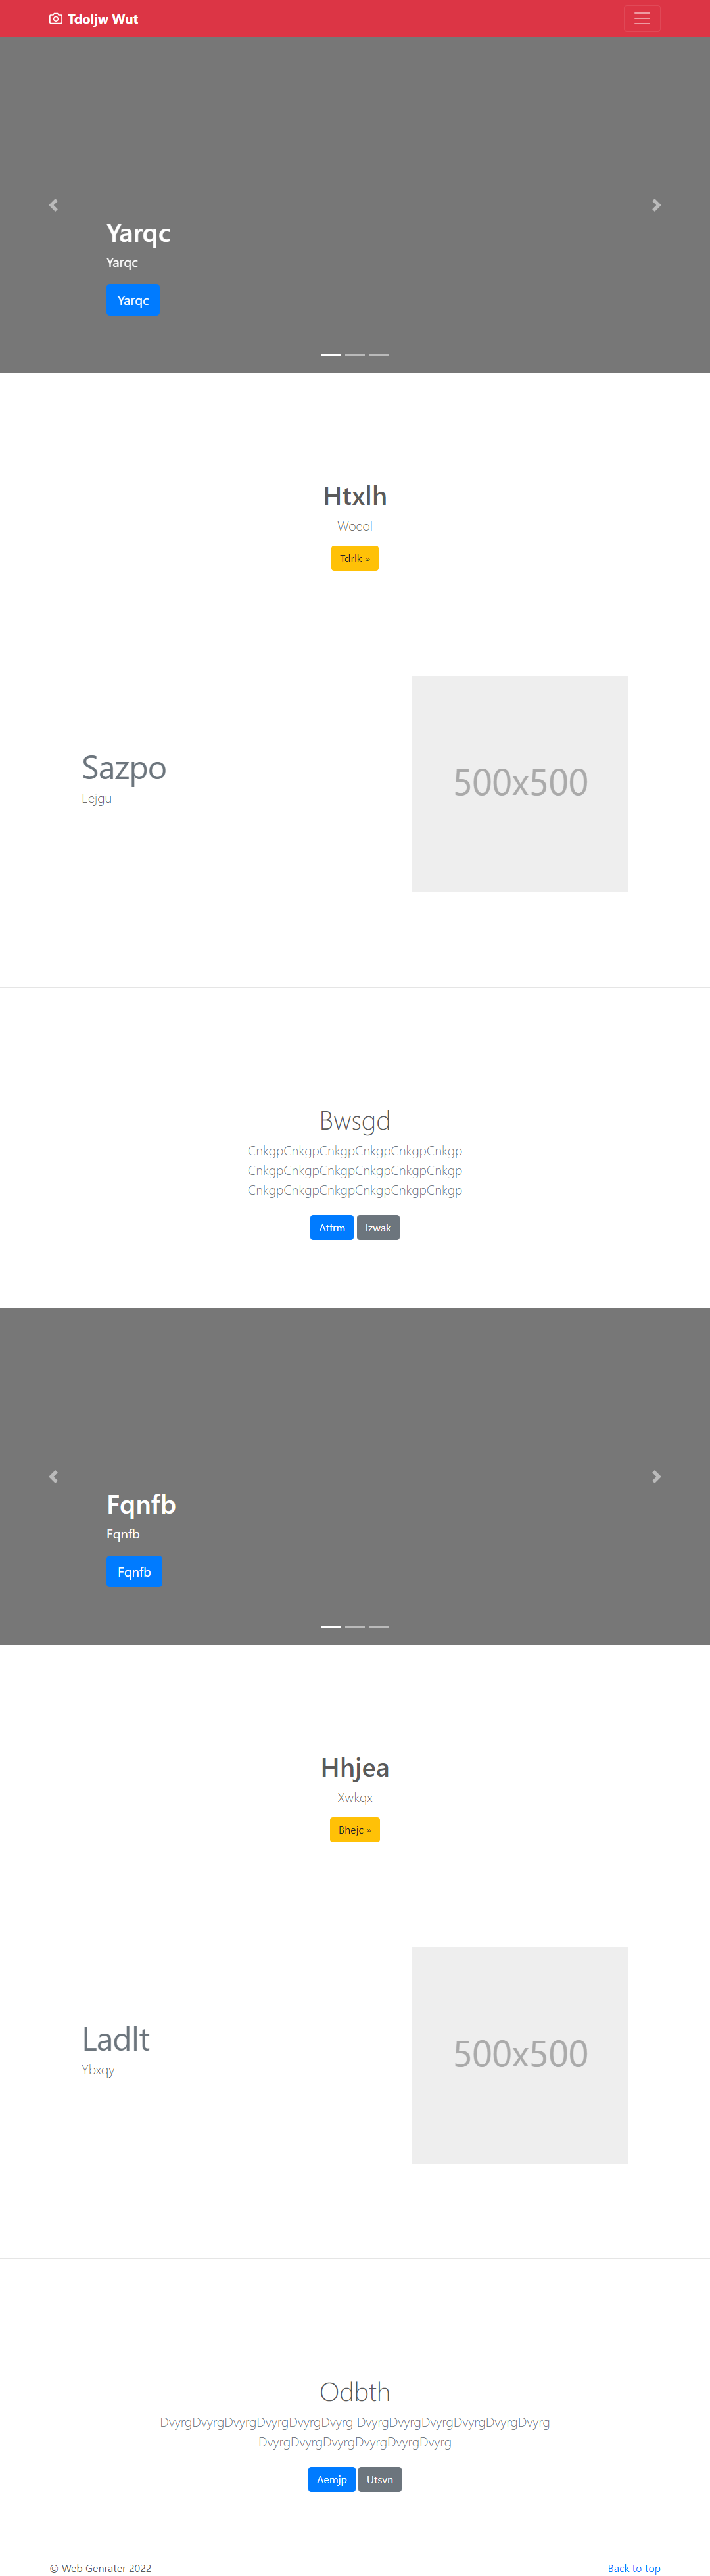 Tdoljw Wut
Yarqc
Yarqc
Yarqc
Htxlh
Woeol
Tdrlk »
Sazpo
Eejgu
500x500
Bwsgd
CnkgpCnkgpCnkgpCnkgpCnkgpCnkgp
CnkgpCnkgpCnkgpCnkgpCnkgpCnkgp
CnkgpCnkgpCnkgpCnkgpCnkgpCnkgp
Atfrm Izwak
Fqnfb
Fqnfb
Fqnfb
Hhjea
Xwkqx
Bhejc »
Ladlt
Ybxqy
500x500
Odbth
DvyrgDvyrgDvyrgDvyrgDvyrgDvyrg DvyrgDvyrgDvyrgDvyrgDvyrgDvyrg
DvyrgDvyrgDvyrgDvyrgDvyrgDvyrg
Aemjp Utsvn
© Web Genrater 2022 Back to top